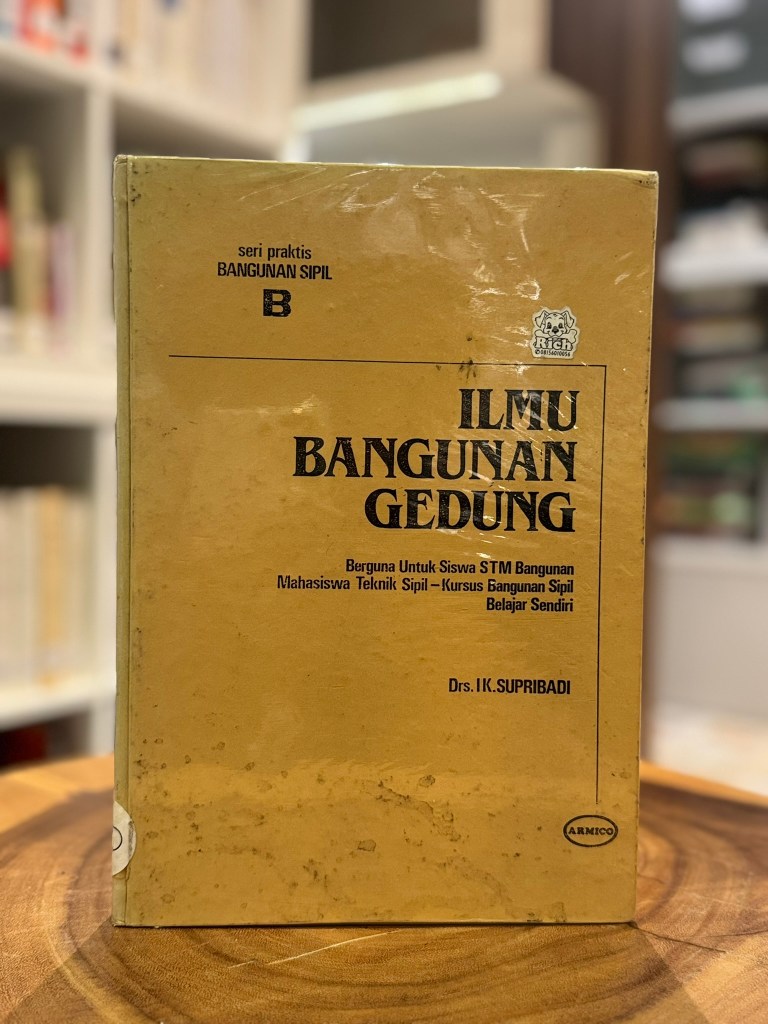 seri praktis
BANGUNAN SIPIL
B
Rich
✆08156010056
ILMU
BANGUNAN
GEDUNG
Berguna Untuk Siswa STM Bangunan
Mahasiswa Teknik Sipil – Kursus Bangunan Sipil
Belajar Sendiri
Drs. I K. SUPRIBADI
ARMICO